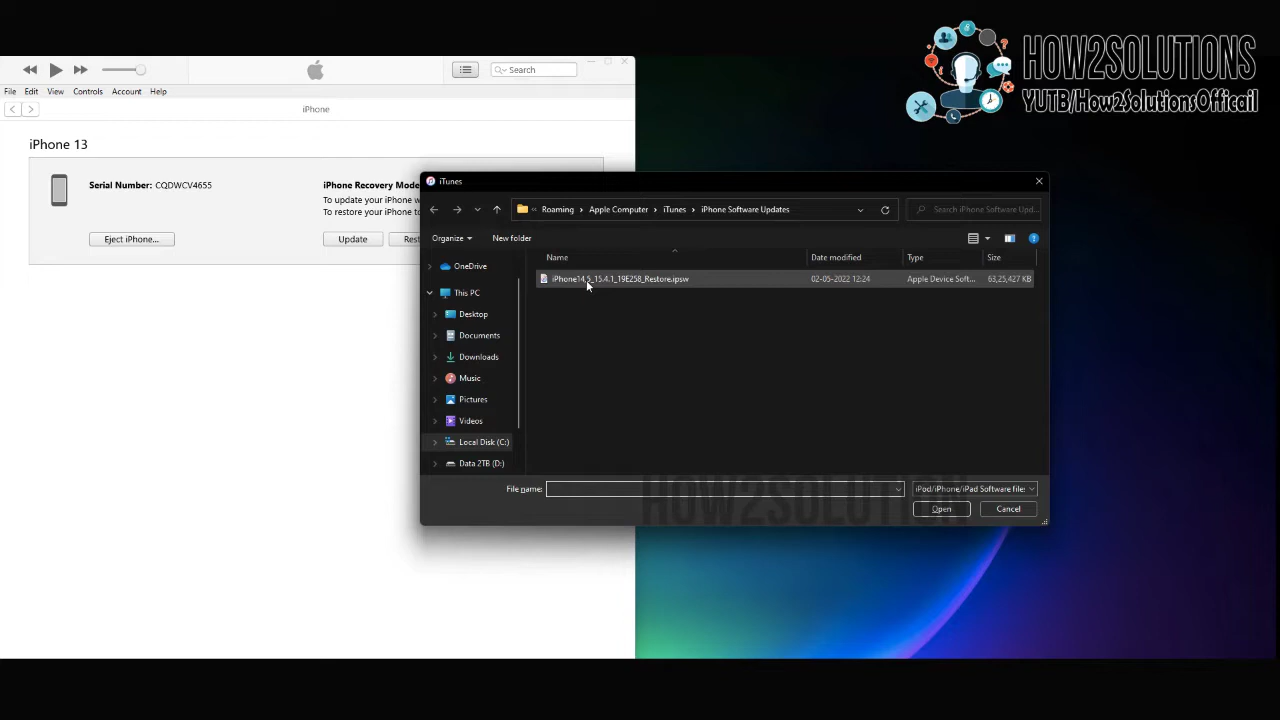 HOW2SOLUTIONS
YUTB/How2SolutionsOfficail
Search
File Edit View Controls Account Help
iPhone
iPhone 13
Serial Number: CQDWCV4655
iPhone Recovery Mode
To update your iPhone w
To restore your iPhone to
Eject iPhone...
Update
Rest
iTunes
Roaming > Apple Computer > iTunes > iPhone Software Updates
Search iPhone Software Upd...
Organize
New folder
Name Date modified Type Size
iPhone14,5_15.4.1_19E258_Restore.ipsw 02-05-2022 12:24 Apple Device Soft... 63,25,427 KB
OneDrive
This PC
Desktop
Documents
Downloads
Music
Pictures
Videos
Local Disk (C:)
Data 2TB (D:)
File name:
iPod/iPhone/iPad Software files
Open
Cancel
HOW2SOLUTION